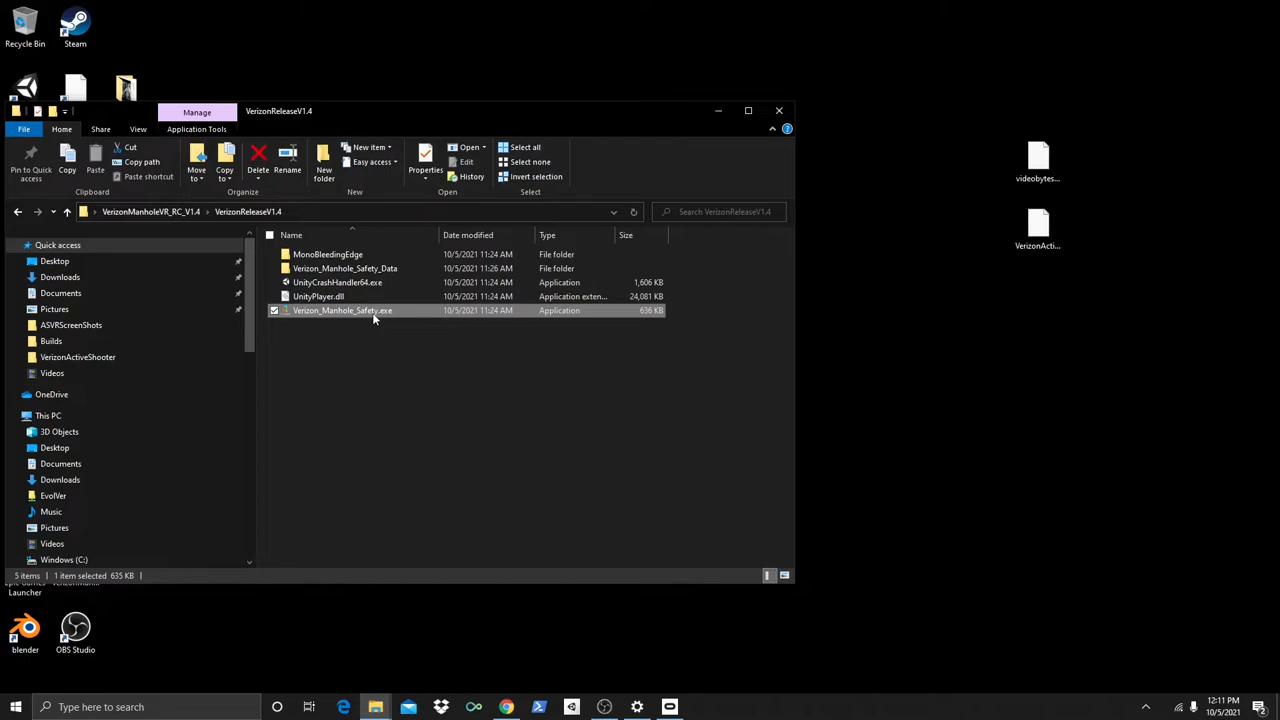 Recycle Bin
Steam
Manage
VerizonReleaseV1.4
File
Home
Share
View
Application Tools
Pin to Quick access
Copy
Paste
Cut
Copy path
Paste shortcut
Clipboard
Move to
Copy to
Delete
Rename
Organize
New folder
New item
Easy access
New
Properties
Open
Edit
History
Open
Select all
Select none
Invert selection
Select
VerizonManholeVR_RC_V1.4 > VerizonReleaseV1.4
Search VerizonReleaseV1.4
Name Date modified Type Size
MonoBleedingEdge 10/5/2021 11:24 AM File folder
Verizon_Manhole_Safety_Data 10/5/2021 11:26 AM File folder
UnityCrashHandler64.exe 10/5/2021 11:24 AM Application 1,606 KB
UnityPlayer.dll 10/5/2021 11:24 AM Application exten... 24,081 KB
Verizon_Manhole_Safety.exe 10/5/2021 11:24 AM Application 636 KB
Quick access
Desktop
Downloads
Documents
Pictures
ASVRScreenShots
Builds
VerizonActiveShooter
Videos
OneDrive
This PC
3D Objects
Desktop
Documents
Downloads
EvolVer
Music
Pictures
Videos
Windows (C:)
5 items 1 item selected 635 KB
Launcher
blender
OBS Studio
videobytes...
VerizonActi...
Type here to search
12:11 PM
10/5/2021
2